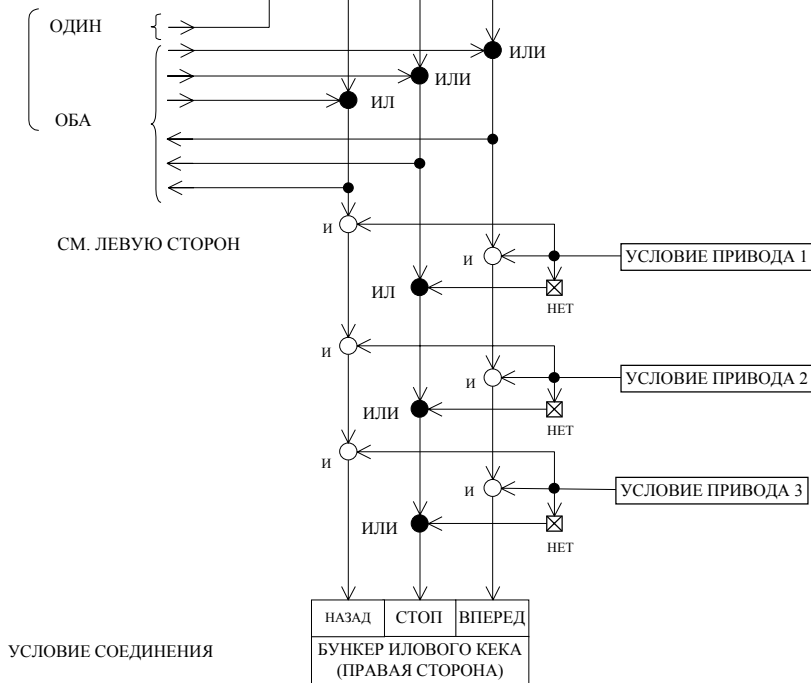 ОДИН
ИЛИ
ИЛИ
ИЛ
ОБА
И
СМ. ЛЕВУЮ СТОРОН
И
УСЛОВИЕ ПРИВОДА 1
ИЛ
НЕТ
И
И
УСЛОВИЕ ПРИВОДА 2
ИЛИ
НЕТ
И
И
УСЛОВИЕ ПРИВОДА 3
ИЛИ
НЕТ
НАЗАД СТОП ВПЕРЕД
УСЛОВИЕ СОЕДИНЕНИЯ
БУНКЕР ИЛОВОГО КЕКА
(ПРАВАЯ СТОРОНА)